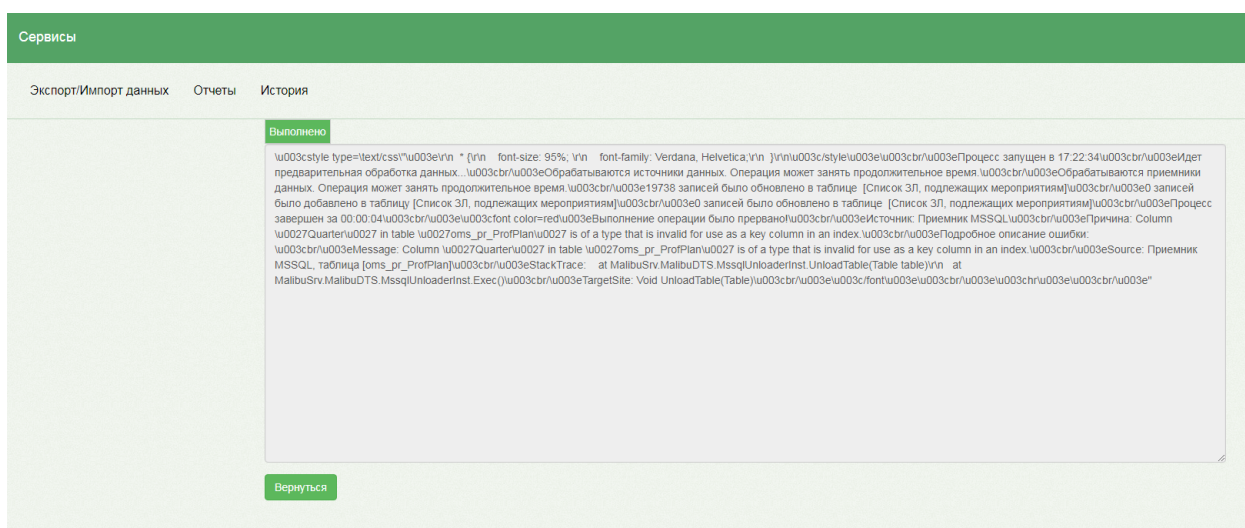 Сервисы
Экспорт/Импорт данных Отчеты История
Выполнено
\u003cstyle type=\text/css\"\u003e\r\n * {\r\n font-size: 95%; \r\n font-family: Verdana, Helvetica;\r\n }\r\n\u003c/style\u003e\u003cbr/\u003eПроцесс запущен в 17:22:34\u003cbr/\u003eИдет
предварительная обработка данных...\u003cbr/\u003eОбрабатываются источники данных. Операция может занять продолжительное время.\u003cbr/\u003eОбрабатываются приемники
данных. Операция может занять продолжительное время.\u003cbr/\u003e19738 записей было обновлено в таблице [Список ЗЛ, подлежащих мероприятиям]\u003cbr/\u003e0 записей
было добавлено в таблицу [Список ЗЛ, подлежащих мероприятиям]\u003cbr/\u003e0 записей было обновлено в таблице [Список ЗЛ, подлежащих мероприятиям]\u003cbr/\u003eПроцесс
завершен за 00:00:04\u003cbr/\u003e\u003cfont color=red\u003eВыполнение операции было прервано!\u003cbr/\u003eИсточник: Приемник MSSQL\u003cbr/\u003eПричина: Column
\u0027Quarter\u0027 in table \u0027oms_pr_ProfPlan\u0027 is of a type that is invalid for use as a key column in an index.\u003cbr/\u003eПодробное описание ошибки:
\u003cbr/\u003eMessage: Column \u0027Quarter\u0027 in table \u0027oms_pr_ProfPlan\u0027 is of a type that is invalid for use as a key column in an index.\u003cbr/\u003eSource: Приемник
MSSQL, таблица [oms_pr_ProfPlan]\u003cbr/\u003eStackTrace: at MalibuSrv.MalibuDTS.MssqlUnloaderInst.UnloadTable(Table table)\r\n at
MalibuSrv.MalibuDTS.MssqlUnloaderInst.Exec()\u003cbr/\u003eTargetSite: Void UnloadTable(Table)\u003cbr/\u003e\u003c/font\u003e\u003cbr/\u003e\u003chr\u003e\u003cbr/\u003e"
Вернуться